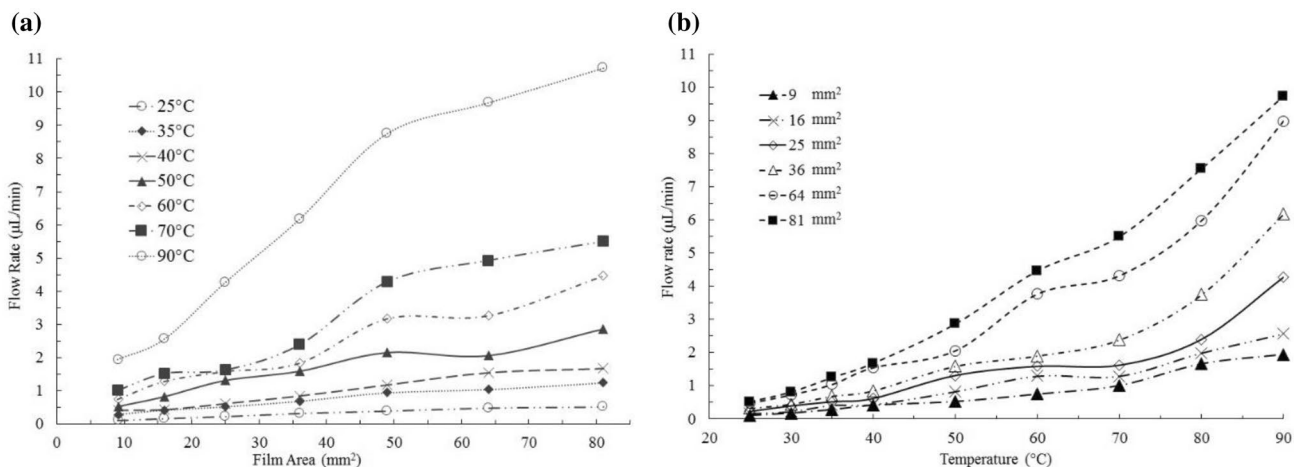 (a)
11
10
9
8
7
6
5
4
3
2
1
0
Flow Rate (µL/min)
25°C
35°C
40°C
50°C
60°C
70°C
90°C
0 10 20 30 40 50 60 70 80
Film Area (mm²)
(b)
11
10
9
8
7
6
5
4
3
2
1
0
Flow rate (µL/min)
9 mm²
16 mm²
25 mm²
36 mm²
64 mm²
81 mm²
20 30 40 50 60 70 80 90
Temperature (°C)